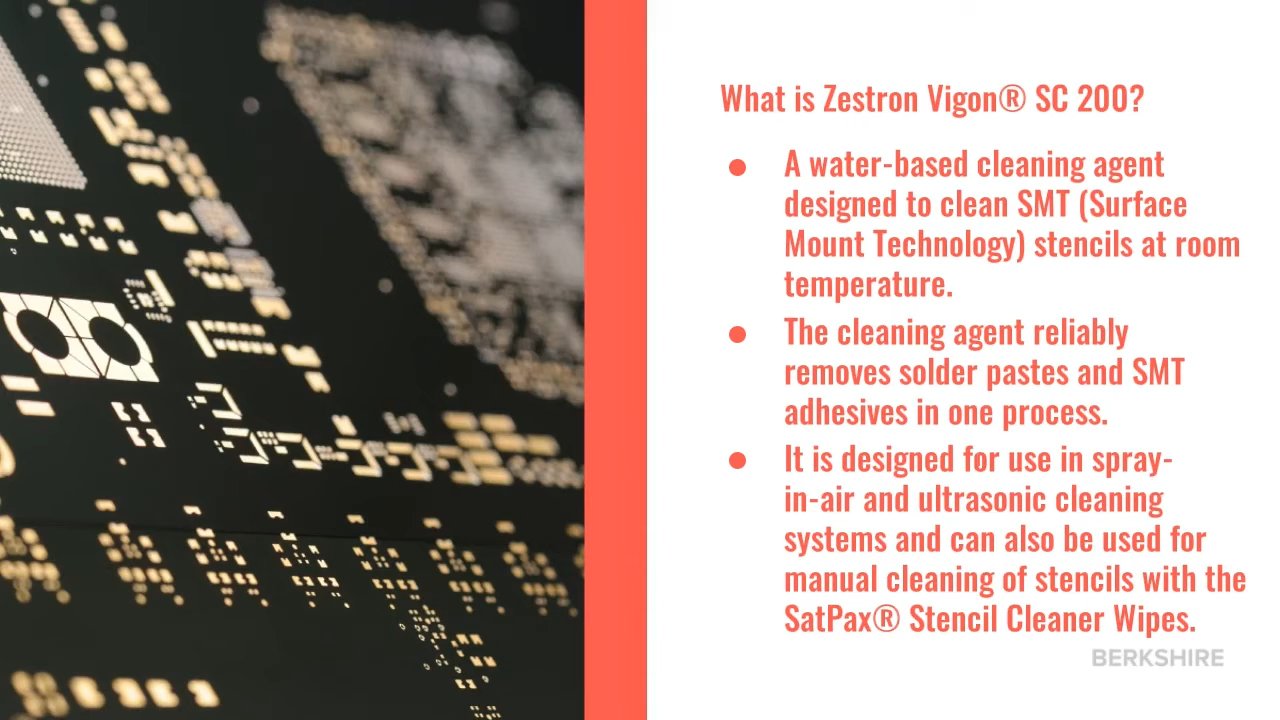 What is Zestron Vigon® SC 200?
● A water-based cleaning agent
designed to clean SMT (Surface
Mount Technology) stencils at room
temperature.
● The cleaning agent reliably
removes solder pastes and SMT
adhesives in one process.
● It is designed for use in spray-
in-air and ultrasonic cleaning
systems and can also be used for
manual cleaning of stencils with the
SatPax® Stencil Cleaner Wipes.
BERKSHIRE